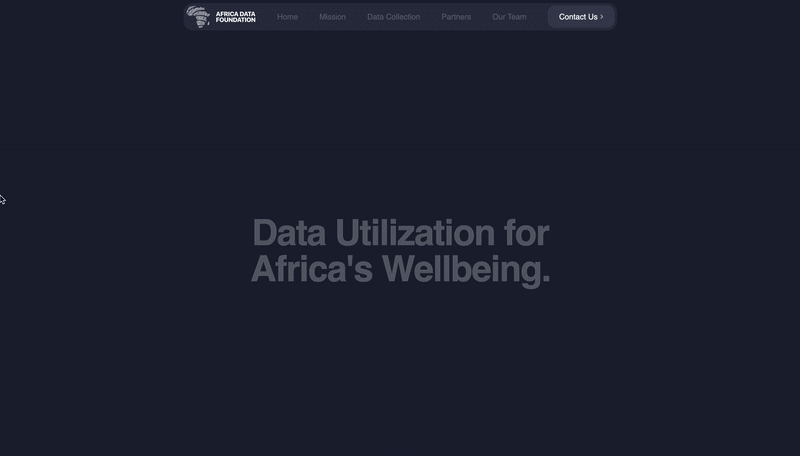 AFRICA DATA
FOUNDATION
Home
Mission
Data Collection
Partners
Our Team
Contact Us ›
Data Utilization for
Africa's Wellbeing.